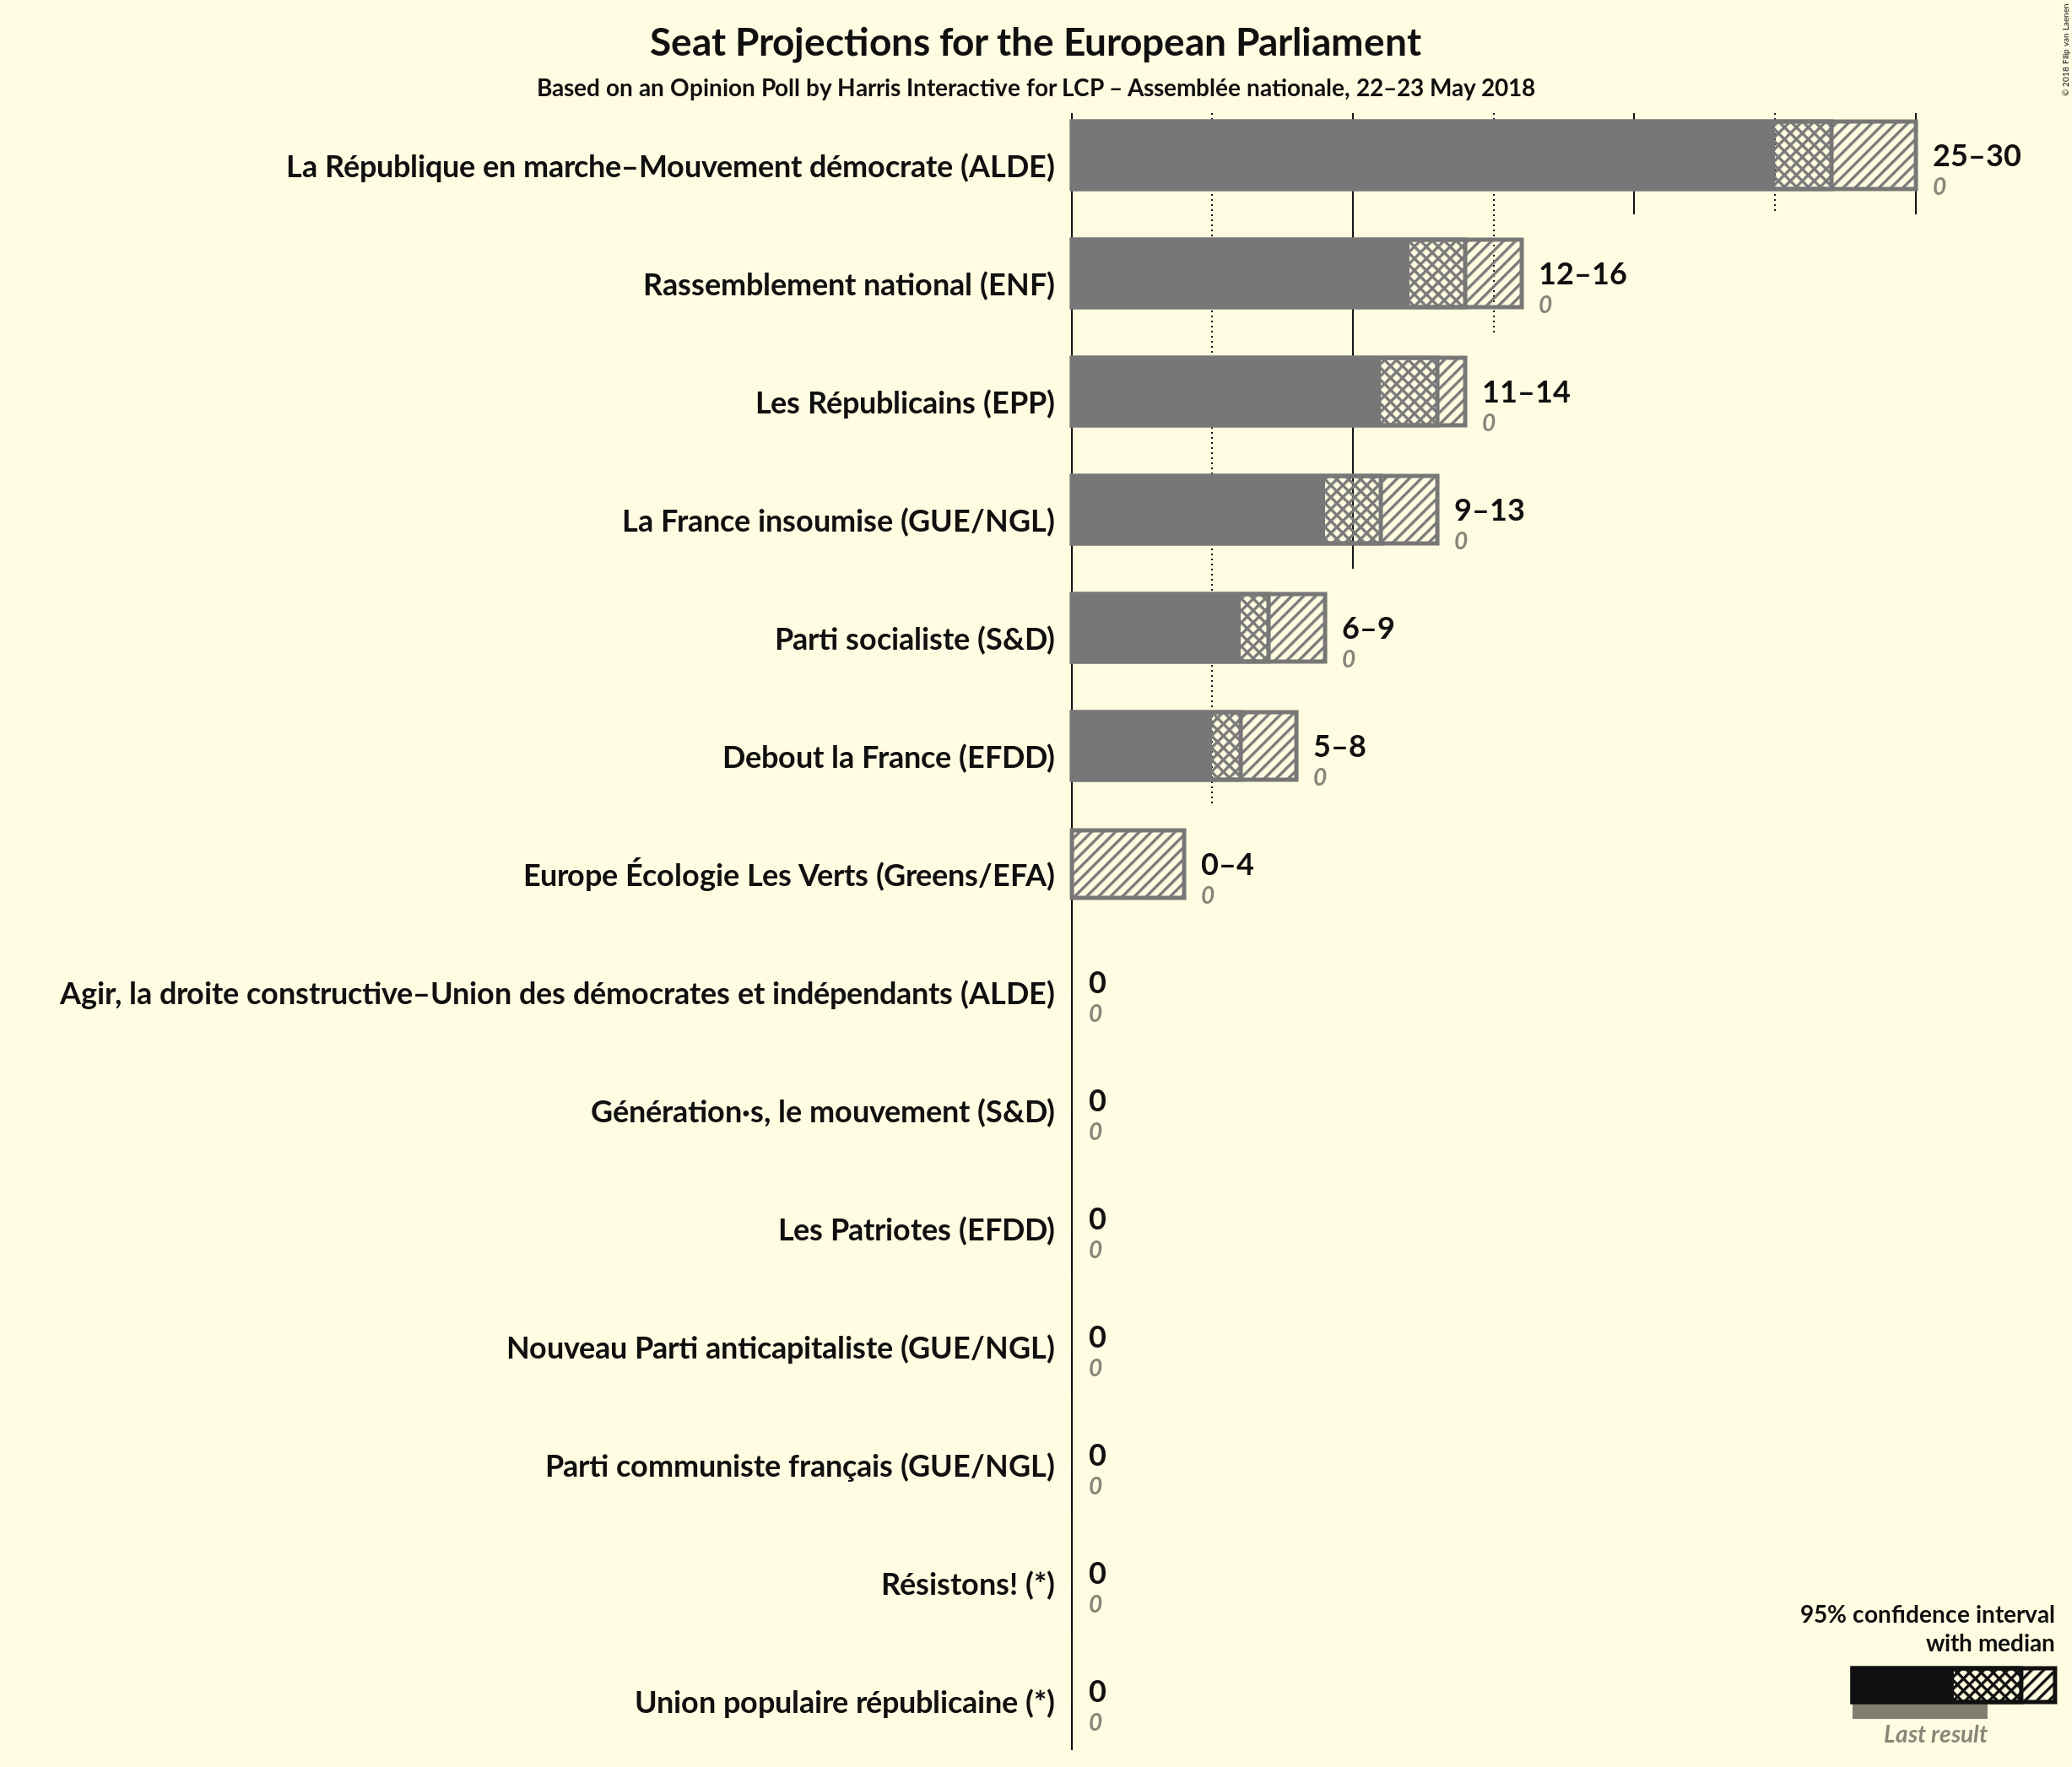 Seat Projections for the European Parliament
Based on an Opinion Poll by Harris Interactive for LCP – Assemblée nationale, 22–23 May 2018
© 2018 Filip van Laenen
La République en marche–Mouvement démocrate (ALDE)
25–30
0
Rassemblement national (ENF)
12–16
0
Les Républicains (EPP)
11–14
0
La France insoumise (GUE/NGL)
9–13
0
Parti socialiste (S&D)
6–9
0
Debout la France (EFDD)
5–8
0
Europe Écologie Les Verts (Greens/EFA)
0–4
0
Agir, la droite constructive–Union des démocrates et indépendants (ALDE)
0
0
Génération·s, le mouvement (S&D)
0
0
Les Patriotes (EFDD)
0
0
Nouveau Parti anticapitaliste (GUE/NGL)
0
0
Parti communiste français (GUE/NGL)
0
0
Résistons! (*)
0
0
Union populaire républicaine (*)
0
0
95% confidence interval
with median
Last result